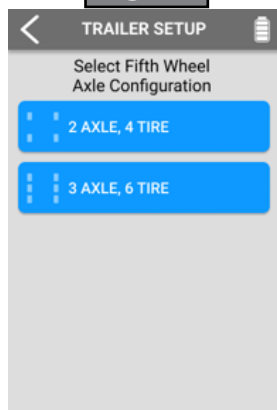 TRAILER SETUP
Select Fifth Wheel
Axle Configuration
2 AXLE, 4 TIRE
3 AXLE, 6 TIRE